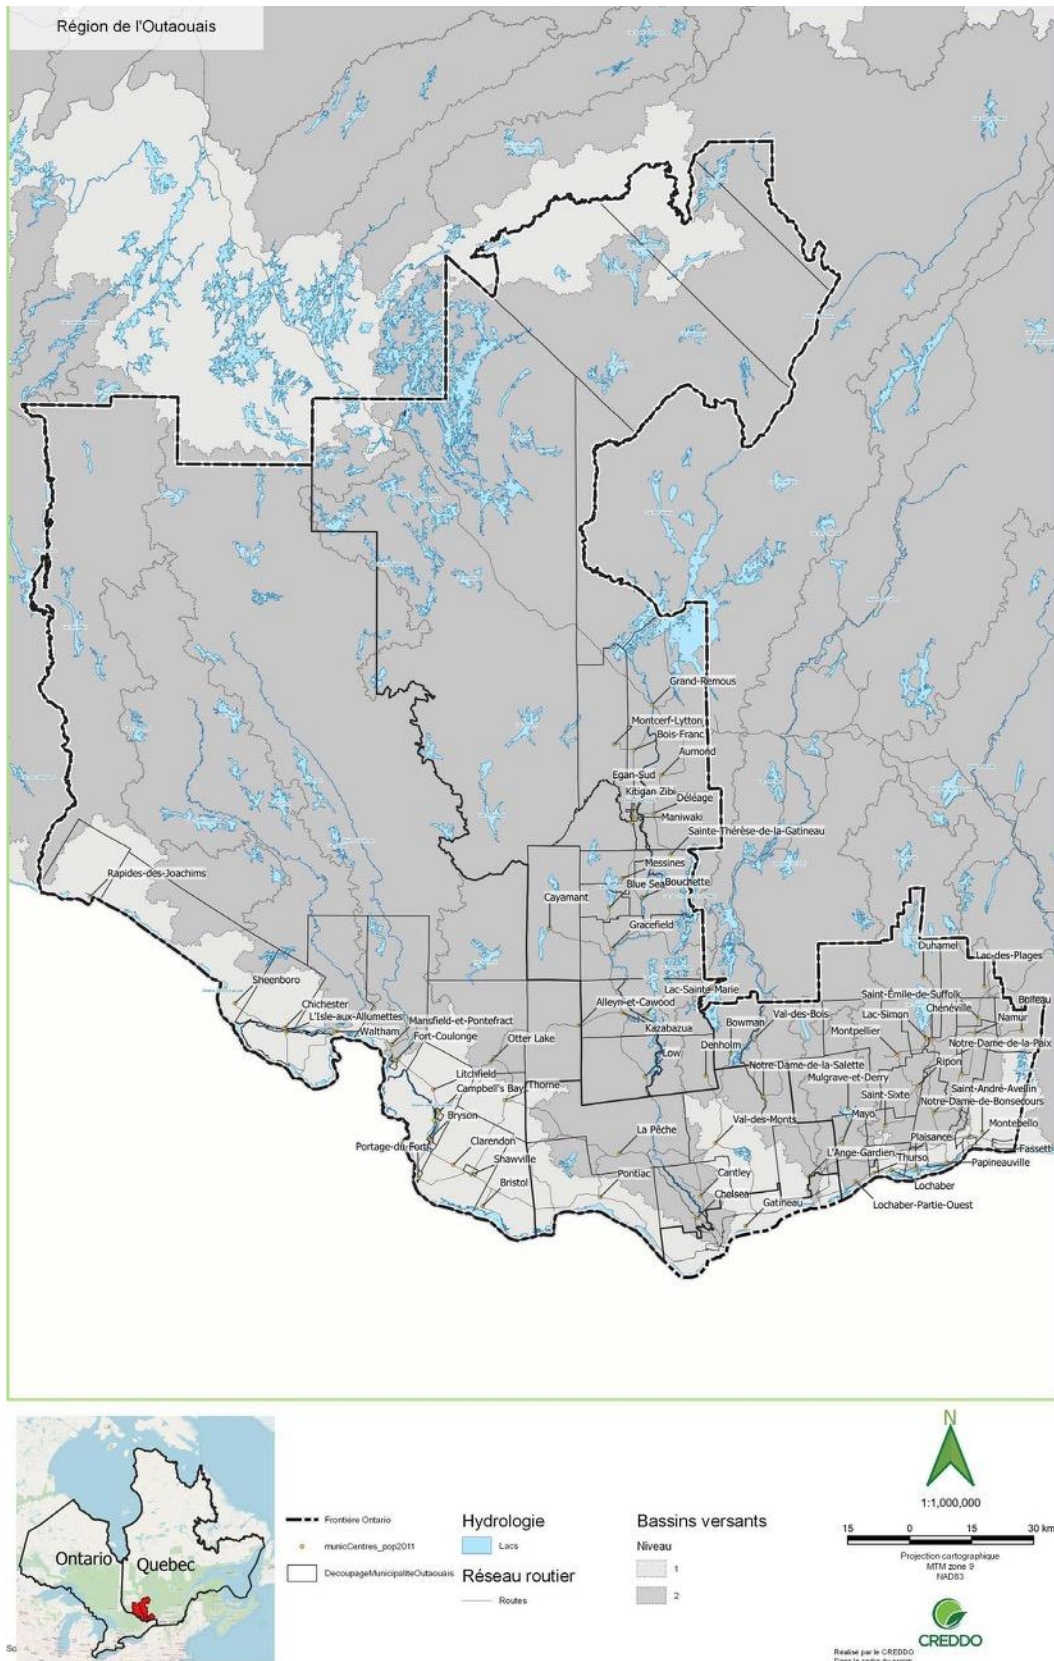 Région de l'Outaouais
Grand-Remous
Montcerf-Lytton
Bois-Franc
Aumond
Egan-Sud
Kitigan Zibi
Déléage
Maniwaki
Sainte-Thérèse-de-la-Gatineau
Messines
Blue Sea
Bouchette
Cayamant
Gracefield
Rapides-des-Joachims
Duhamel
Lac-des-Plages
Sheenboro
Lac-Sainte-Marie
Saint-Émile-de-Suffolk
Boileau
Chichester
Alleyn-et-Cawood
Val-des-Bois
Lac-Simon
Chénéville
Namur
L'Isle-aux-Allumettes
Mansfield-et-Pontefract
Bowman
Montpellier
Waltham
Fort-Coulonge
Otter Lake
Kazabazua
Denholm
Notre-Dame-de-la-Paix
Low
Notre-Dame-de-la-Salette
Ripon
Litchfield
Mulgrave-et-Derry
Campbell's Bay
Thorne
Saint-André-Avellin
Saint-Sixte
Notre-Dame-de-Bonsecours
Bryson
Val-des-Monts
Mayo
Montebello
La Pêche
Plaisance
Portage-du-Fort
Clarendon
Fassett
Shawville
L'Ange-Gardien
Thurso
Papineauville
Pontiac
Cantley
Bristol
Chelsea
Lochaber
Gatineau
Lochaber-Partie-Ouest
Ontario
Quebec
Frontière Ontario
municCentres_pop2011
DecoupageMunicipaliteOutaouais
Hydrologie
Lacs
Réseau routier
Routes
Bassins versants
Niveau
1
2
N
1:1,000,000
15 0 15 30 km
Projection cartographique
MTM zone 9
NAD83
CREDDO
Réalisé par le CREDDO